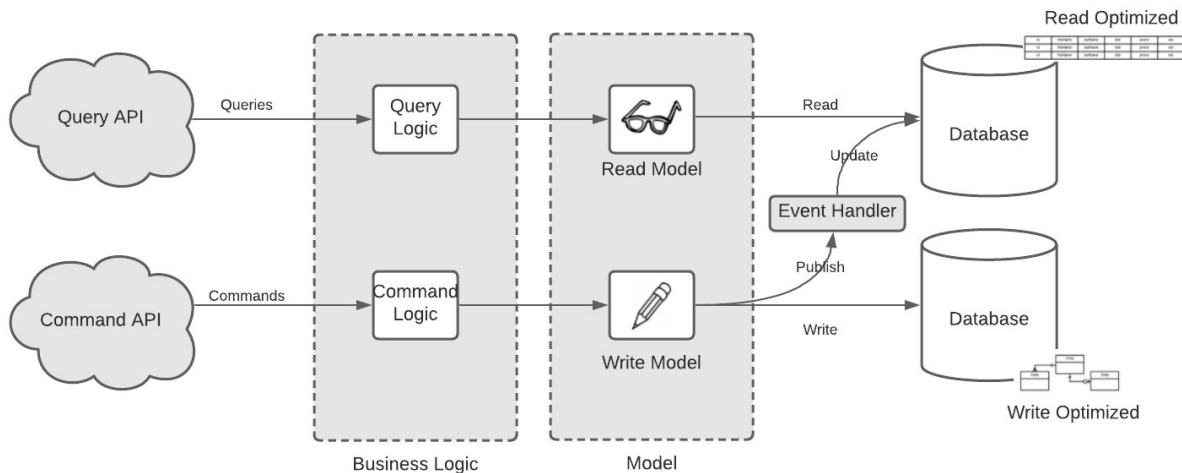 Read Optimized
Query API
Queries
Query
Logic
Read Model
Read
Update
Database
Event Handler
Publish
Command API
Commands
Command
Logic
Write Model
Write
Database
Write Optimized
Business Logic
Model